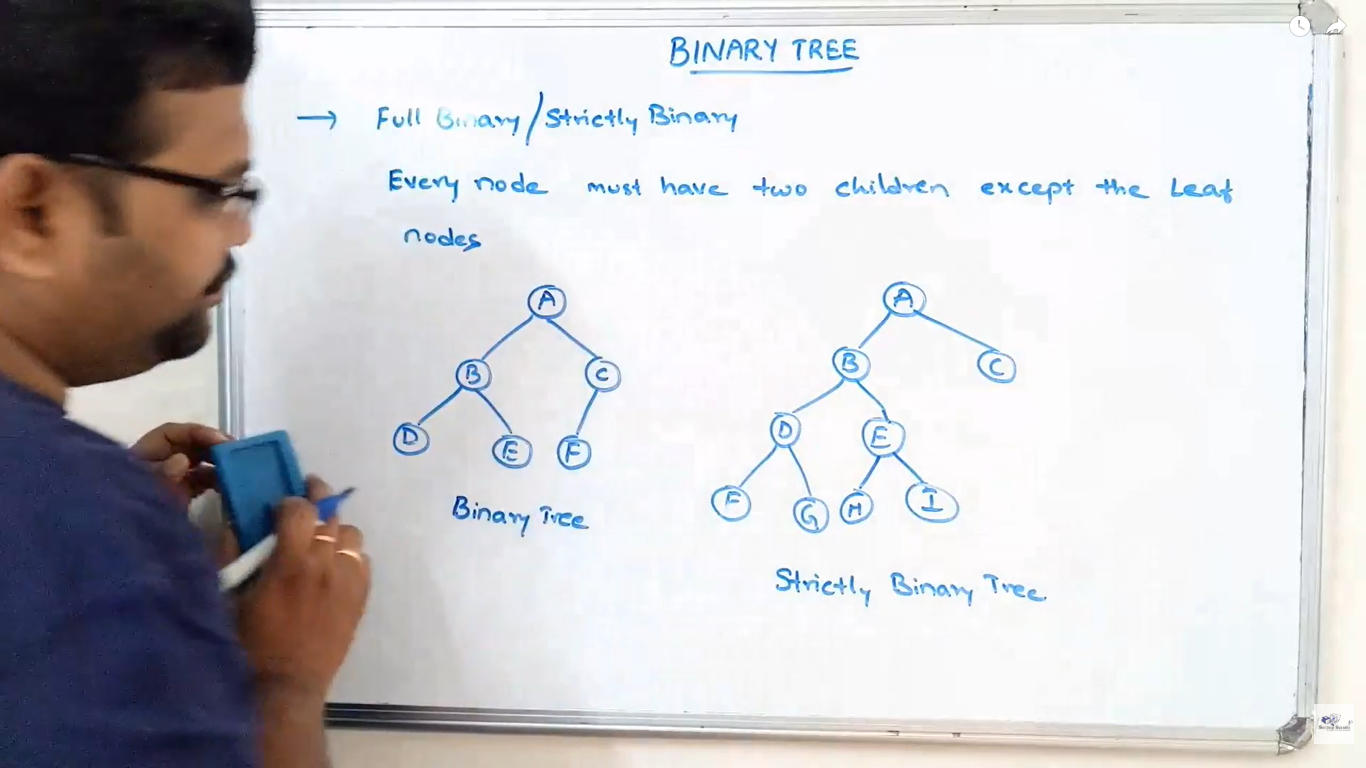 BINARY TREE
→ Full Binary/Strictly Binary
Every node must have two children except the Leaf
nodes
A
B C
D E F
Binary Tree
A
B C
D E
F G H I
Strictly Binary Tree